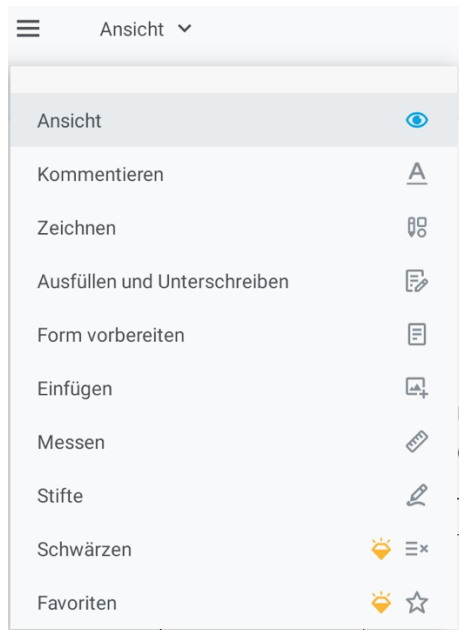 Ansicht
Ansicht
Kommentieren
Zeichnen
Ausfüllen und Unterschreiben
Form vorbereiten
Einfügen
Messen
Stifte
Schwärzen
Favoriten